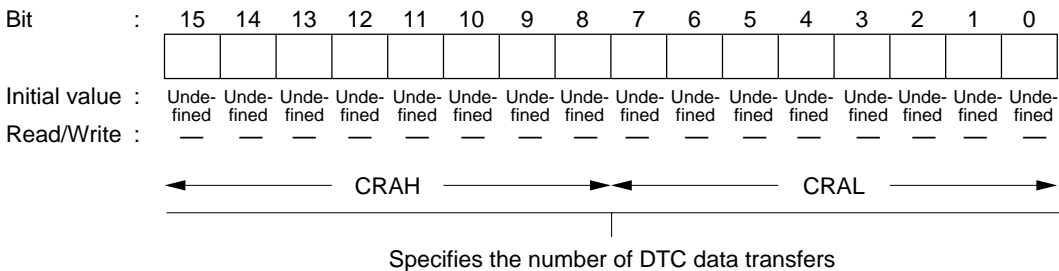 Bit : 15 14 13 12 11 10 9 8 7 6 5 4 3 2 1 0
Initial value : Unde- Unde- Unde- Unde- Unde- Unde- Unde- Unde- Unde- Unde- Unde- Unde- Unde- Unde- Unde- Unde-
fined fined fined fined fined fined fined fined fined fined fined fined fined fined fined fined
Read/Write : — — — — — — — — — — — — — — — —
CRAH CRAL
Specifies the number of DTC data transfers